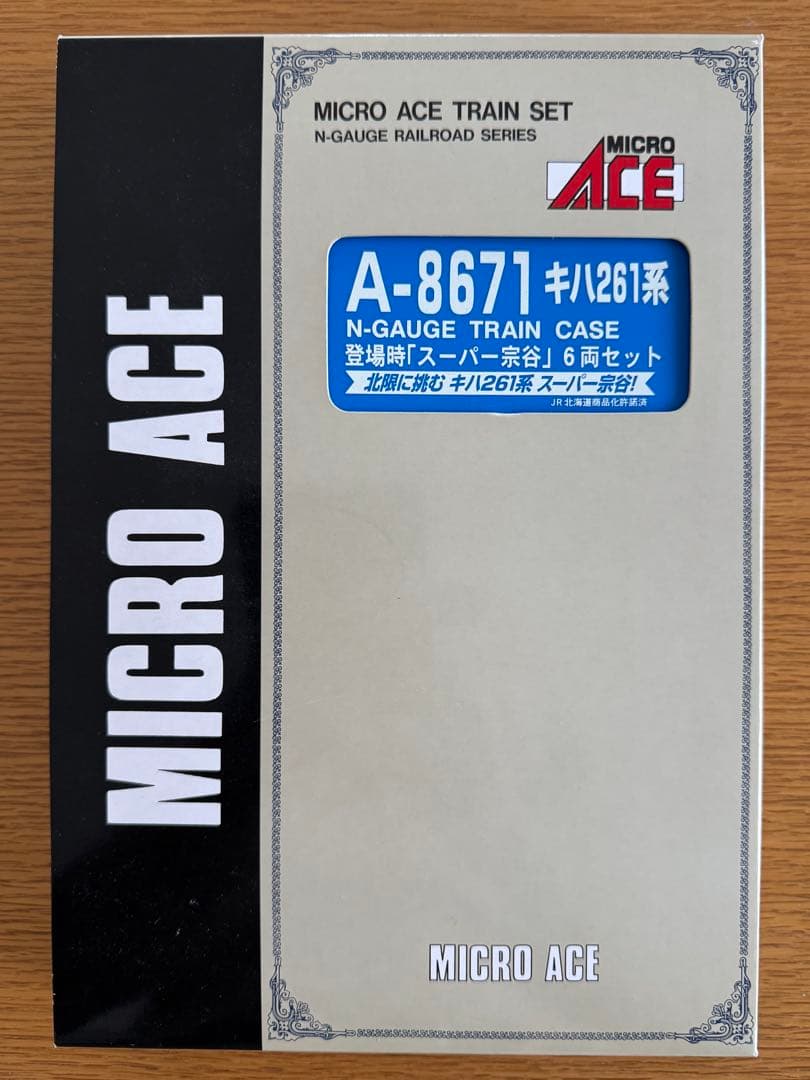 MICRO ACE TRAIN SET
N-GAUGE RAILROAD SERIES
MICRO
ACE
A-8671 キハ261系
N-GAUGE TRAIN CASE
登場時「スーパー宗谷」6両セット
北限に挑む キハ261系 スーパー宗谷!
JR北海道商品化許諾済
MICRO ACE
MICRO ACE